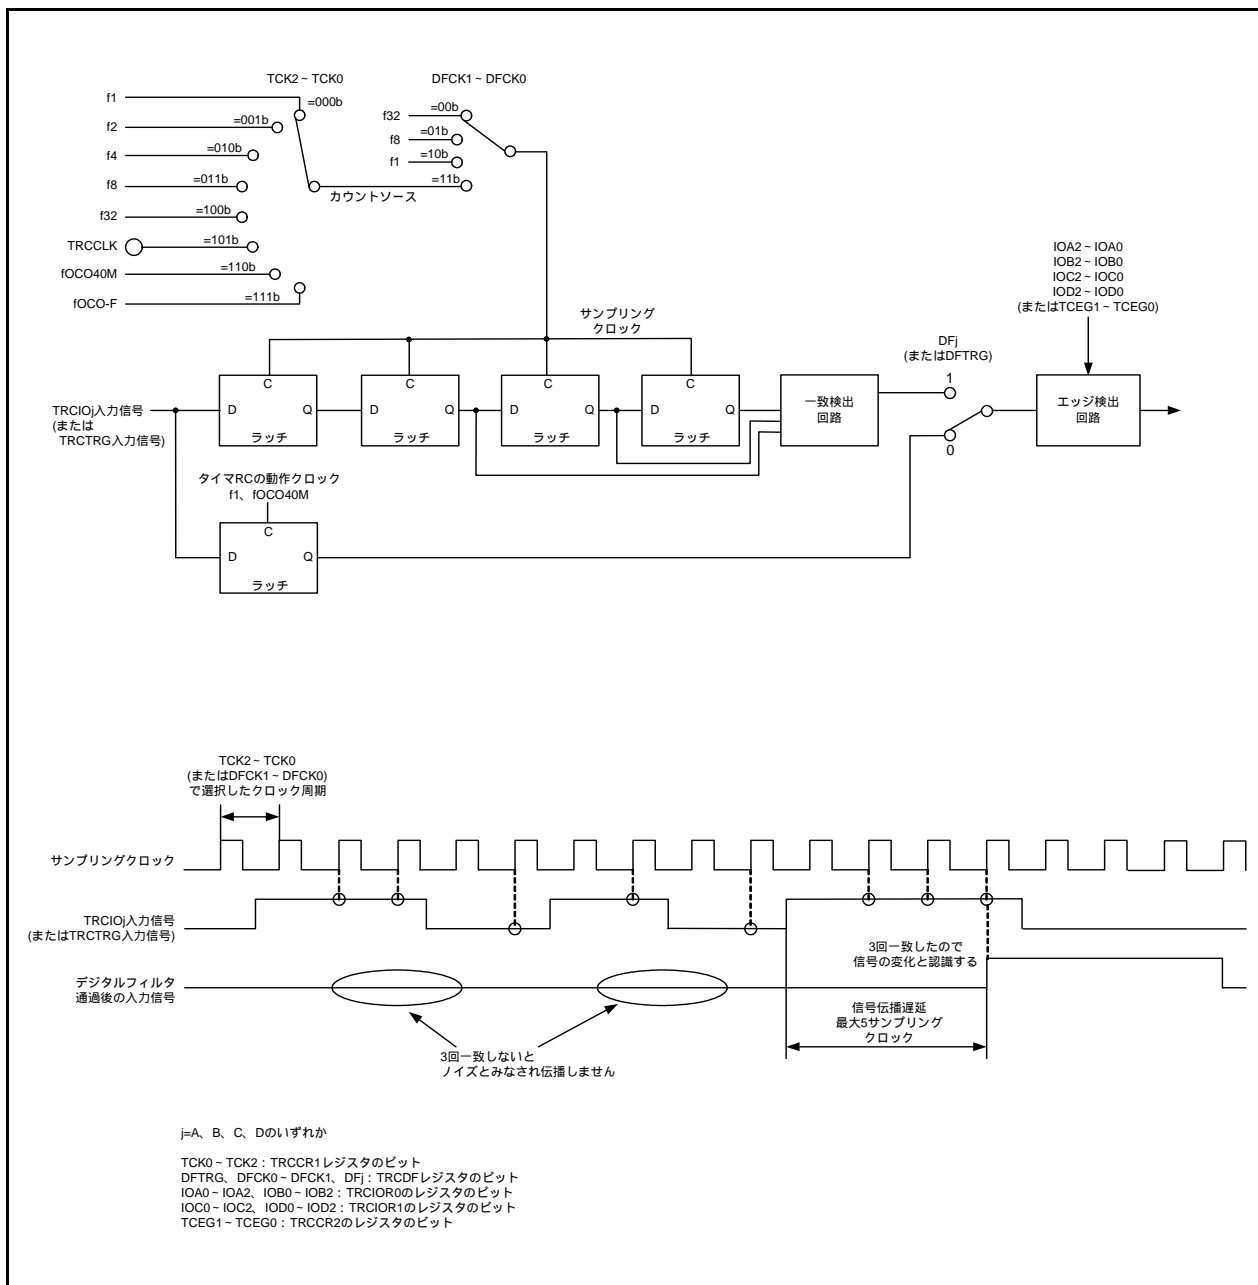 TCK2~TCK0
DFCK1~DFCK0
f1
=000b
f2
=001b
f4
=010b
f8
=011b
f32
=100b
TRCCLK
=101b
fOCO40M
=110b
fOCO-F
=111b
f32
=00b
f8
=01b
f1
=10b
=11b
カウントソース
サンプリング
クロック
IOA2~IOA0
IOB2~IOB0
IOC2~IOC0
IOD2~IOD0
(またはTCEG1~TCEG0)
DFj
(またはDFTRG)
1
0
TRCIOj入力信号
(または
TRCTRG入力信号)
C
D
Q
ラッチ
C
D
Q
ラッチ
C
D
Q
ラッチ
C
D
Q
ラッチ
一致検出
回路
エッジ検出
回路
タイマRCの動作クロック
f1、fOCO40M
C
D
Q
ラッチ
TCK2~TCK0
(またはDFCK1~DFCK0)
で選択したクロック周期
サンプリングクロック
TRCIOj入力信号
(またはTRCTRG入力信号)
3回一致したので
信号の変化と認識する
デジタルフィルタ
通過後の入力信号
信号伝播遅延
最大5サンプリング
クロック
3回一致しないと
ノイズとみなされ伝播しません
j=A、B、C、Dのいずれか
TCK0~TCK2:TRCCR1レジスタのビット
DFTRG、DFCK0~DFCK1、DFj:TRCDFレジスタのビット
IOA0~IOA2、IOB0~IOB2:TRCIOR0のレジスタのビット
IOC0~IOC2、IOD0~IOD2:TRCIOR1のレジスタのビット
TCEG1~TCEG0:TRCCR2のレジスタのビット